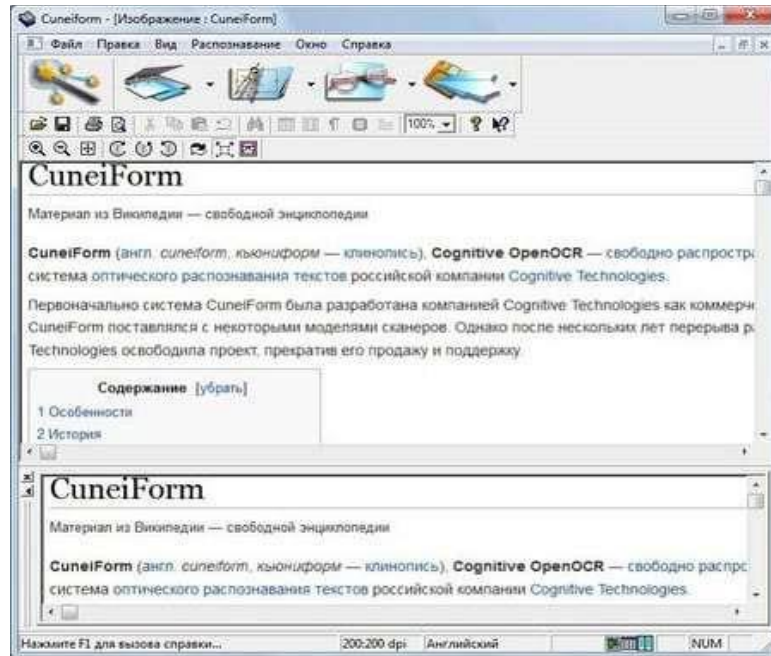 Cuneiform - [Изображение : CuneiForm]
Файл Правка Вид Распознавание Окно Справка
100%
CuneiForm
Материал из Википедии — свободной энциклопедии
CuneiForm (англ. cuneiform, кьюниформ — клинопись), Cognitive OpenOCR — свободно распростра
система оптического распознавания текстов российской компании Cognitive Technologies.
Первоначально система CuneiForm была разработана компанией Cognitive Technologies как коммерч
CuneiForm поставлялся с некоторыми моделями сканеров. Однако после нескольких лет перерыва р
Technologies освободила проект, прекратив его продажу и поддержку
Содержание [убрать]
1 Особенности
2 История
CuneiForm
Материал из Википедии — свободной энциклопедии
CuneiForm (англ. cuneiform, кьюниформ — клинопись), Cognitive OpenOCR — свободно распрос
система оптического распознавания текстов российской компании Cognitive Technologies.
Нажмите F1 для вызова справки... 200:200 dpi Английский NUM